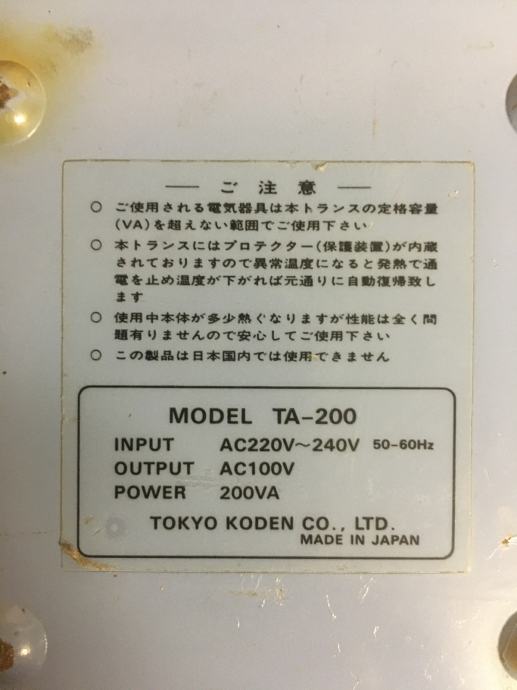 ご注意
○ ご使用される電気器具は本トランスの定格容量
(VA)を超えない範囲でご使用下さい
○ 本トランスにはプロテクター(保護装置)が内蔵
されておりますので異常温度になると発熱で通
電を止め温度が下がれば元通りに自動復帰致し
ます
○ 使用中本体が多少熱くなりますが性能は全く問
題有りませんので安心してご使用下さい
○ この製品は日本国内では使用できません
MODEL TA-200
INPUT AC220V~240V 50-60Hz
OUTPUT AC100V
POWER 200VA
TOKYO KODEN CO., LTD.
MADE IN JAPAN